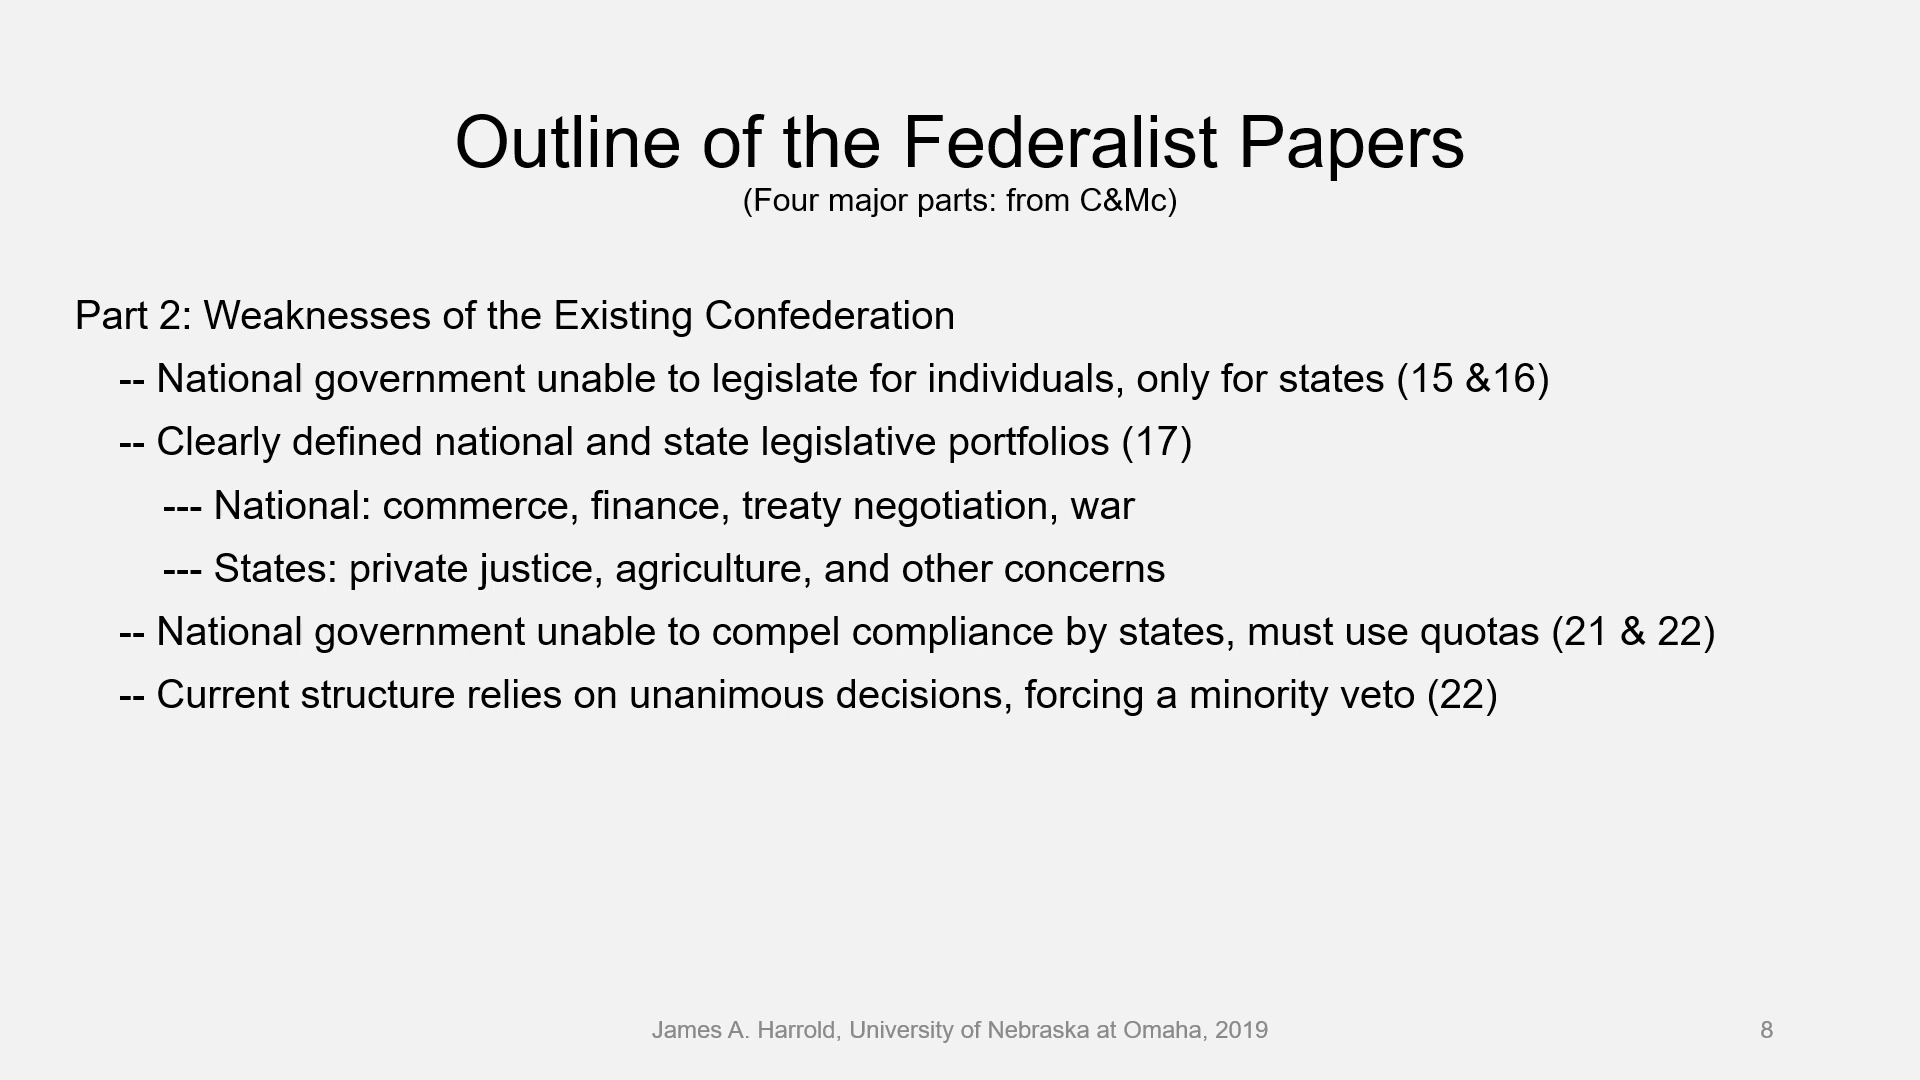 Outline of the Federalist Papers
(Four major parts: from C&Mc)
Part 2: Weaknesses of the Existing Confederation
-- National government unable to legislate for individuals, only for states (15 &16)
-- Clearly defined national and state legislative portfolios (17)
--- National: commerce, finance, treaty negotiation, war
--- States: private justice, agriculture, and other concerns
-- National government unable to compel compliance by states, must use quotas (21 & 22)
-- Current structure relies on unanimous decisions, forcing a minority veto (22)
James A. Harrold, University of Nebraska at Omaha, 2019
8